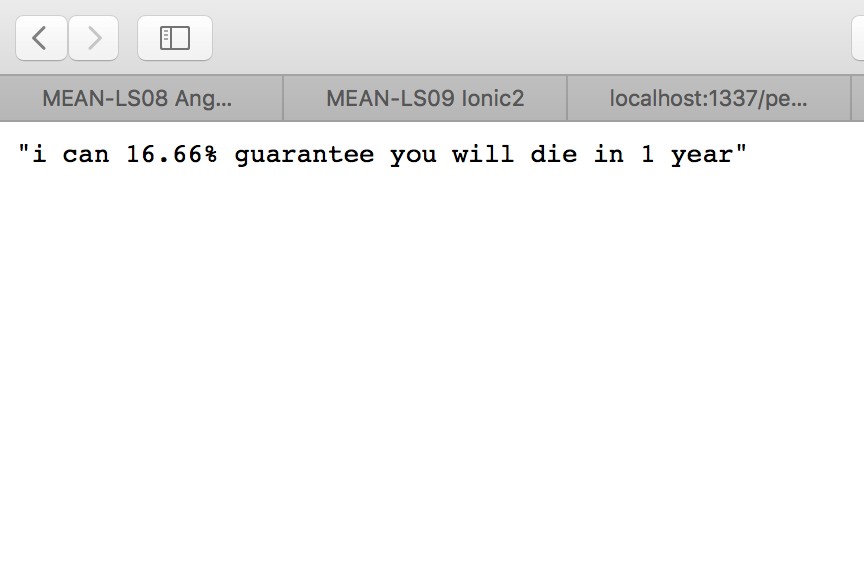 MEAN-LS08 Ang...
MEAN-LS09 Ionic2
localhost:1337/pe...
"i can 16.66% guarantee you will die in 1 year"